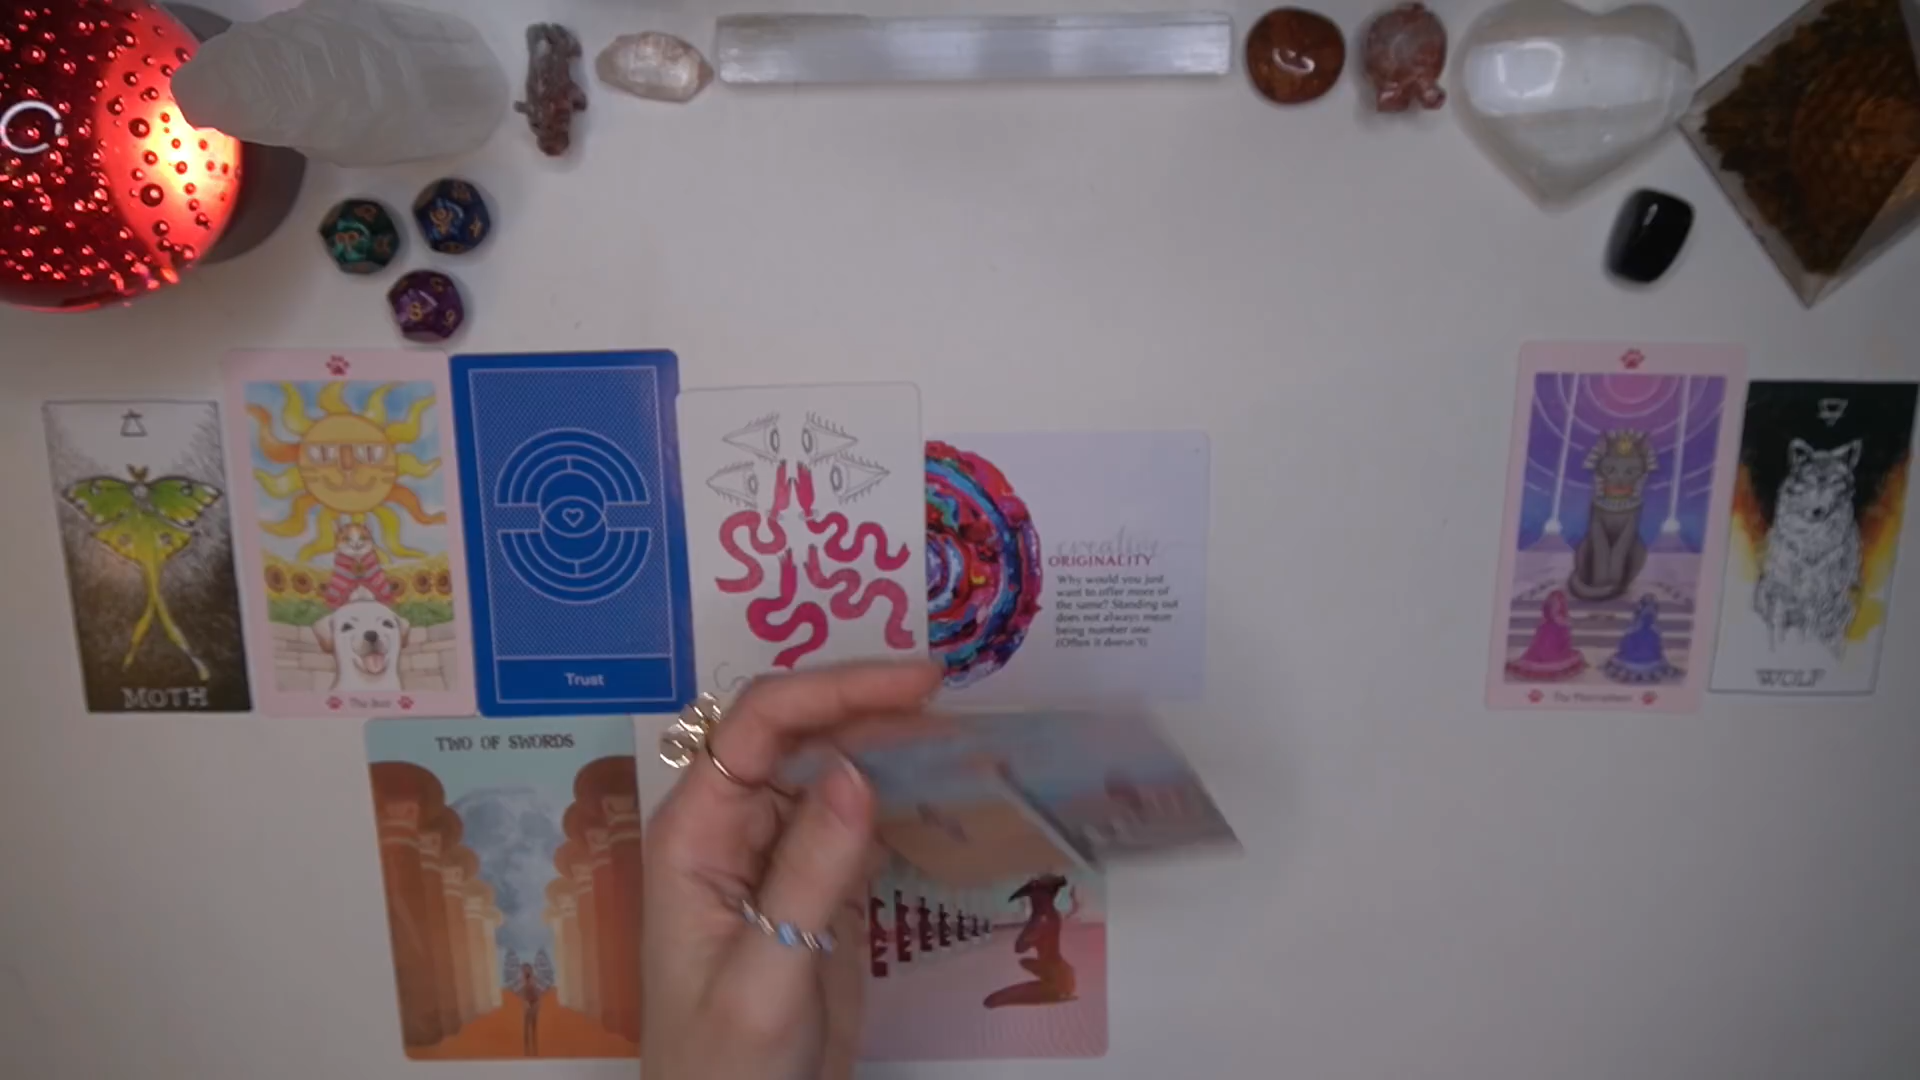 MOTH
The Sun
Trust
creative
ORIGINALITY
Why would you just
want to offer more of
the same? Standing out
does not always mean
being number one.
(Often it doesn't)
WOLF
TWO OF SWORDS